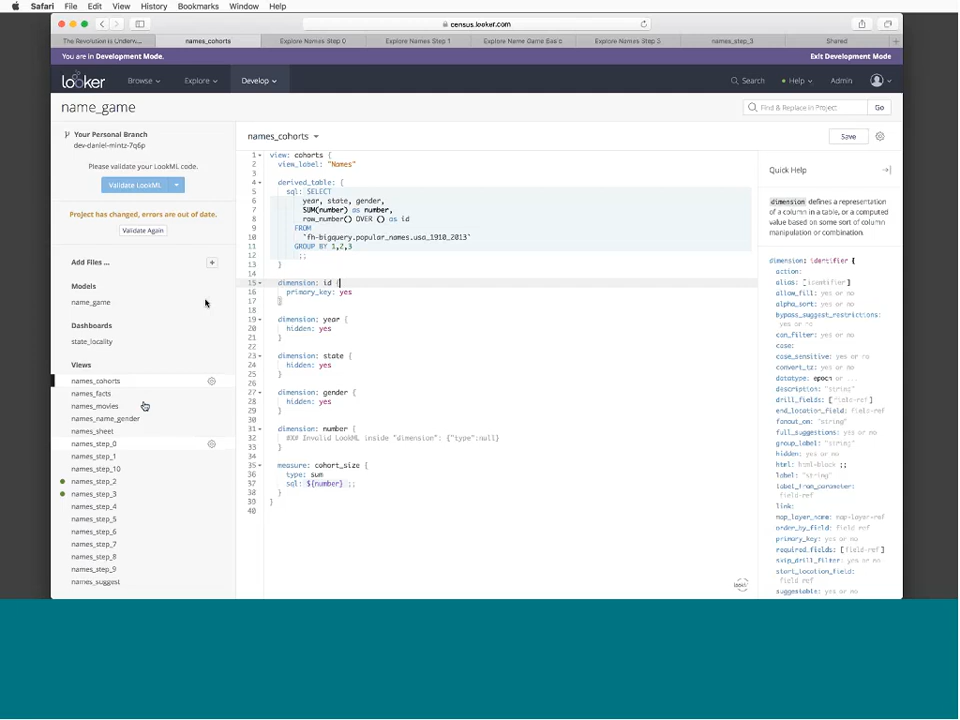 Safari File Edit View History Bookmarks Window Help
census.looker.com
The Revolution is Underw... names_cohorts Explore Names Step 0 Explore Names Step 1 Explore Name Game Basic Explore Names Step 3 names_step_3 Shared
You are in Development Mode. Exit Development Mode
looker Browse Explore Develop Search Help Admin
name_game Find & Replace in Project Go
Your Personal Branch
dev-daniel-mintz-7q6p
Please validate your LookML code.
Validate LookML
Project has changed, errors are out of date.
Validate Again
Add Files ...
Models
name_game
Dashboards
state_locality
Views
names_cohorts
names_facts
names_movies
names_name_gender
names_sheet
names_step_0
names_step_1
names_step_10
names_step_2
names_step_3
names_step_4
names_step_5
names_step_6
names_step_7
names_step_8
names_step_9
names_suggest
names_cohorts Save
1 view: cohorts {
2 view_label: "Names"
3
4 derived_table: {
5 sql: SELECT
6 year, state, gender,
7 SUM(number) as number,
8 row_number() OVER () as id
9 FROM
10 `fh-bigquery.popular_names.usa_1910_2013`
11 GROUP BY 1,2,3
12 ;;
13 }
14
15 dimension: id {
16 primary_key: yes
17 }
18
19 dimension: year {
20 hidden: yes
21 }
22
23 dimension: state {
24 hidden: yes
25 }
26
27 dimension: gender {
28 hidden: yes
29 }
30
31 dimension: number {
32 ### Invalid LookML inside "dimension": {"type":null}
33 }
34
35 measure: cohort_size {
36 type: sum
37 sql: ${number} ;;
38 }
39 }
40
looker
Quick Help
dimension defines a representation
of a column in a table, or a computed
value based on some sort of column
manipulation or combination.
dimension: identifier {
action:
alias: [identifier]
allow_fill: yes or no
alpha_sort: yes or no
bypass_suggest_restrictions:
yes or no
can_filter: yes or no
case:
case_sensitive: yes or no
convert_tz: yes or no
datatype: epoch or ...
description: "string"
drill_fields: [field-ref]
end_location_field:
field-ref
fanout_on: "string"
full_suggestions: yes or no
group_label: "string"
hidden: yes or no
html: html-block ;;
label: "string"
label_from_parameter:
field-ref
link:
map_layer_name: map-layer-ref
order_by_field: field-ref
primary_key: yes or no
required_fields: [field-ref]
skip_drill_filter: yes or no
start_location_field:
field-ref
suggestable: yes or no